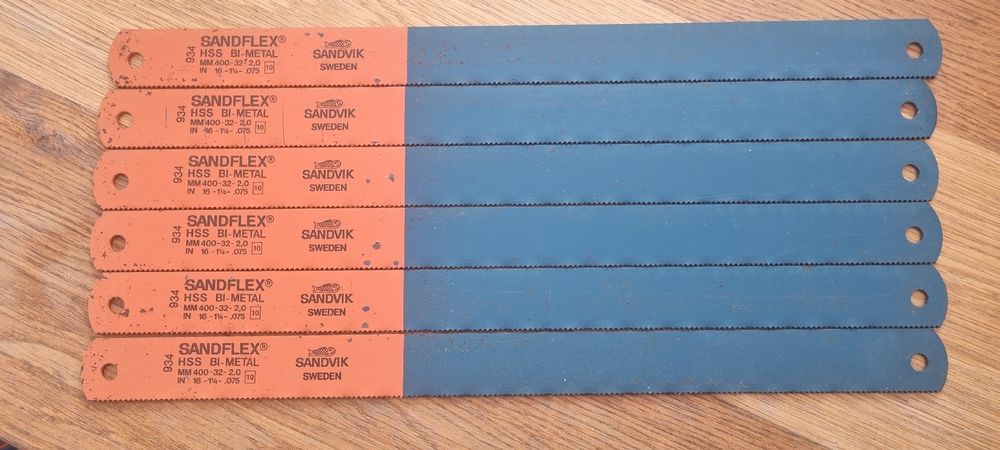 934
SANDFLEX®
HSS BI-METAL
MM 400-32-2,0
IN 16-1¼-.075 10
SANDVIK
SWEDEN
934
SANDFLEX®
HSS BI-METAL
MM 400-32-2,0
IN 16-1¼-.075 10
SANDVIK
SWEDEN
934
SANDFLEX®
HSS BI-METAL
MM 400-32-2,0
IN 16-1¼-.075 10
SANDVIK
SWEDEN
934
SANDFLEX®
HSS BI-METAL
MM 400-32-2,0
IN 16-1¼-.075 10
SANDVIK
SWEDEN
934
SANDFLEX®
HSS BI-METAL
MM 400-32-2,0
IN 16-1¼-.075 10
SANDVIK
SWEDEN
934
SANDFLEX®
HSS BI-METAL
MM 400-32-2,0
IN 16-1¼-.075 10
SANDVIK
SWEDEN